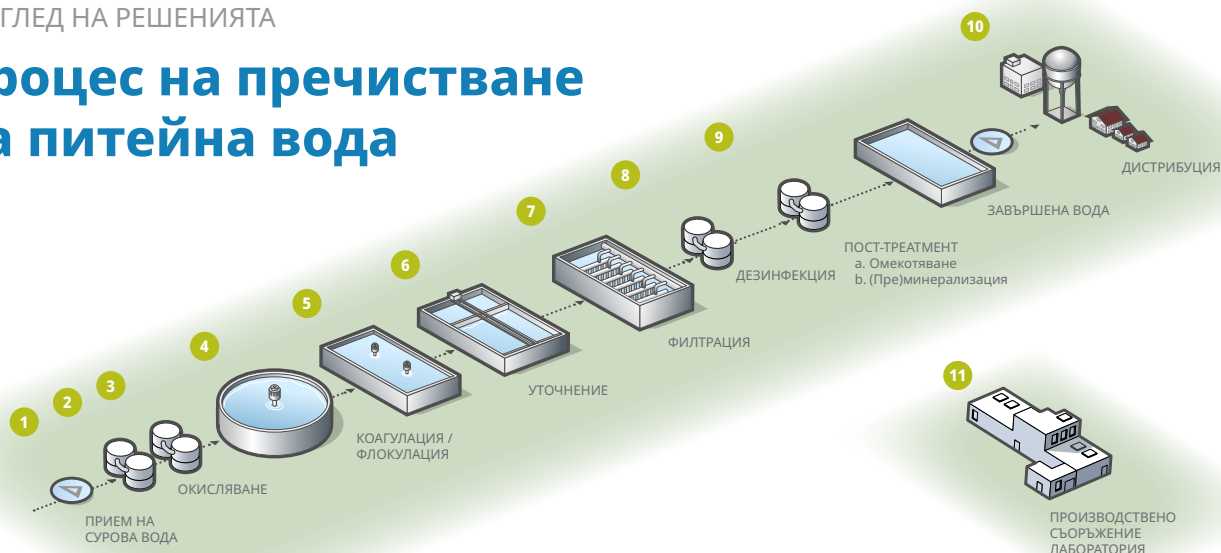 ГЛЕД НА РЕШЕНИЯТА
роцес на пречистване
а питейна вода
10
9
8
7
6
5
4
3
2
1
ДИСТРИБУЦИЯ
ЗАВЪРШЕНА ВОДА
ПОСТ-TREATMENT
a. Омекотяване
b. (Пре)минерализация
ДЕЗИНФЕКЦИЯ
ФИЛТРАЦИЯ
УТОЧНЕНИЕ
КОАГУЛАЦИЯ /
ФЛОКУЛАЦИЯ
ОКИСЛЯВАНЕ
ПРИЕМ НА
СУРОВА ВОДА
11
ПРОИЗВОДСТВЕНО
СЪОРЪЖЕНИЕ
ЛАБОРАТОРИЯ